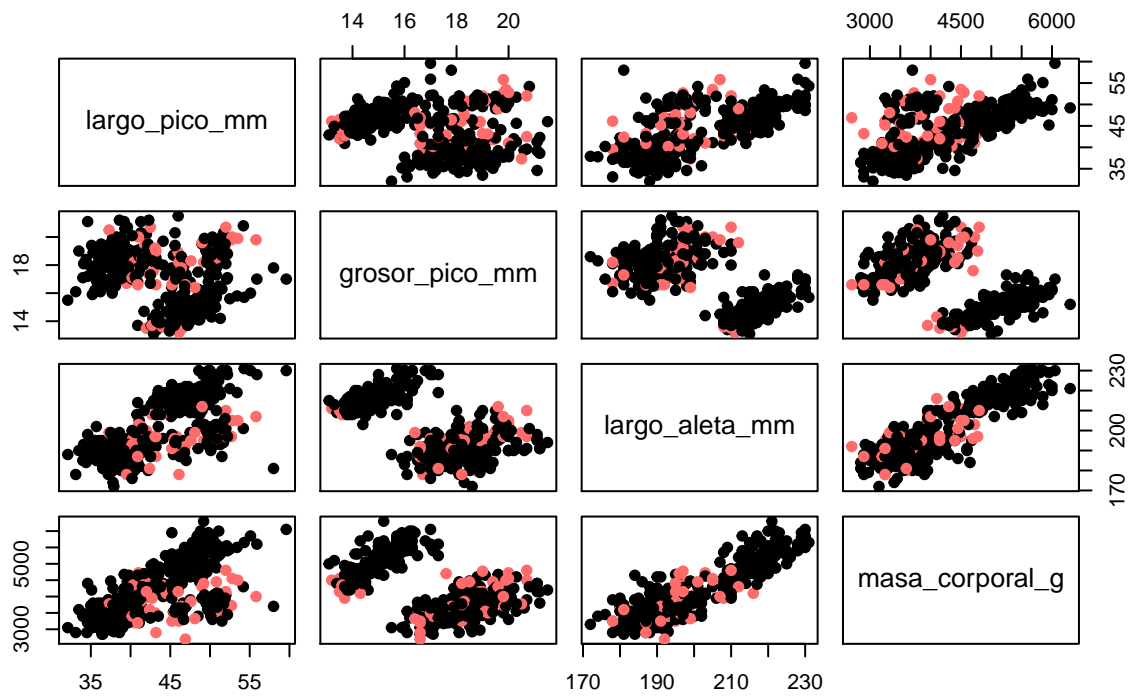 14 16 18 20
3000 4500 6000
largo_pico_mm
35 45 55
14 18
grosor_pico_mm
largo_aleta_mm
170 200 230
3000 5000
masa_corporal_g
35 45 55
170 190 210 230